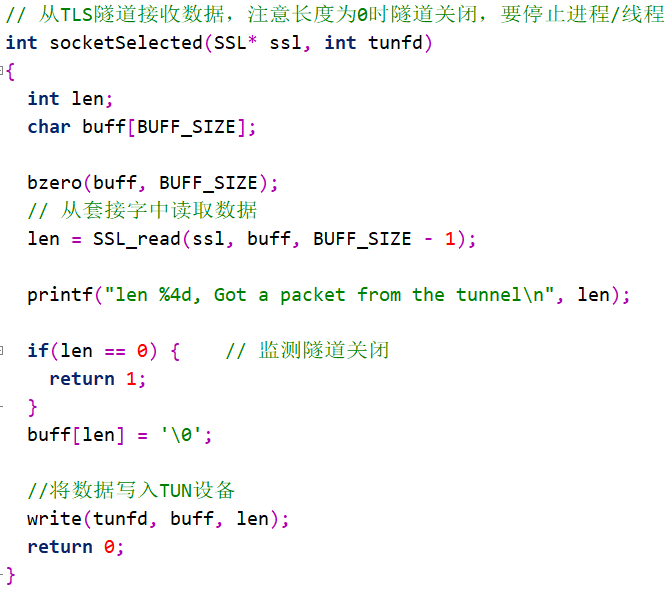 // 从TLS隧道接收数据，注意长度为0时隧道关闭，要停止进程/线程
int socketSelected(SSL* ssl, int tunfd)
{
  int len;
  char buff[BUFF_SIZE];

  bzero(buff, BUFF_SIZE);
  // 从套接字中读取数据
  len = SSL_read(ssl, buff, BUFF_SIZE - 1);

  printf("len %4d, Got a packet from the tunnel\n", len);

  if(len == 0) {    // 监测隧道关闭
    return 1;
  }
  buff[len] = '\0';

  //将数据写入TUN设备
  write(tunfd, buff, len);
  return 0;
}